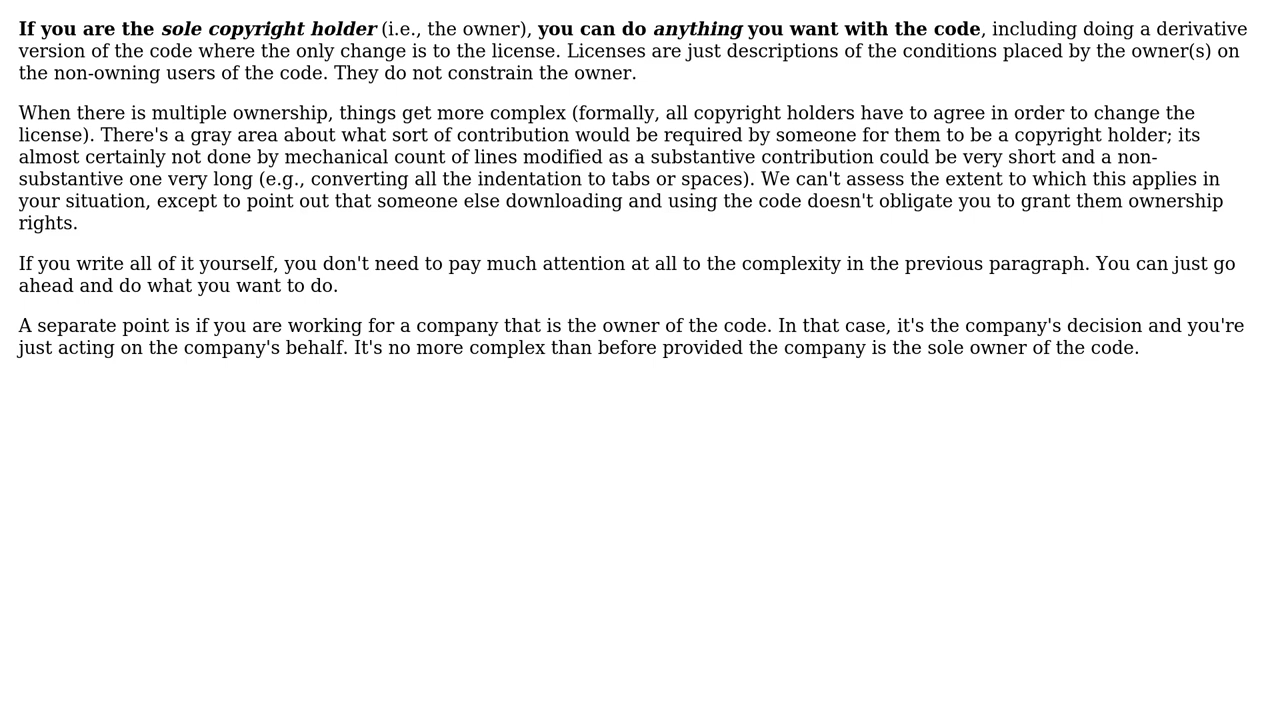 If you are the sole copyright holder (i.e., the owner), you can do anything you want with the code, including doing a derivative
version of the code where the only change is to the license. Licenses are just descriptions of the conditions placed by the owner(s) on
the non-owning users of the code. They do not constrain the owner.
When there is multiple ownership, things get more complex (formally, all copyright holders have to agree in order to change the
license). There's a gray area about what sort of contribution would be required by someone for them to be a copyright holder; its
almost certainly not done by mechanical count of lines modified as a substantive contribution could be very short and a non-
substantive one very long (e.g., converting all the indentation to tabs or spaces). We can't assess the extent to which this applies in
your situation, except to point out that someone else downloading and using the code doesn't obligate you to grant them ownership
rights.
If you write all of it yourself, you don't need to pay much attention at all to the complexity in the previous paragraph. You can just go
ahead and do what you want to do.
A separate point is if you are working for a company that is the owner of the code. In that case, it's the company's decision and you're
just acting on the company's behalf. It's no more complex than before provided the company is the sole owner of the code.